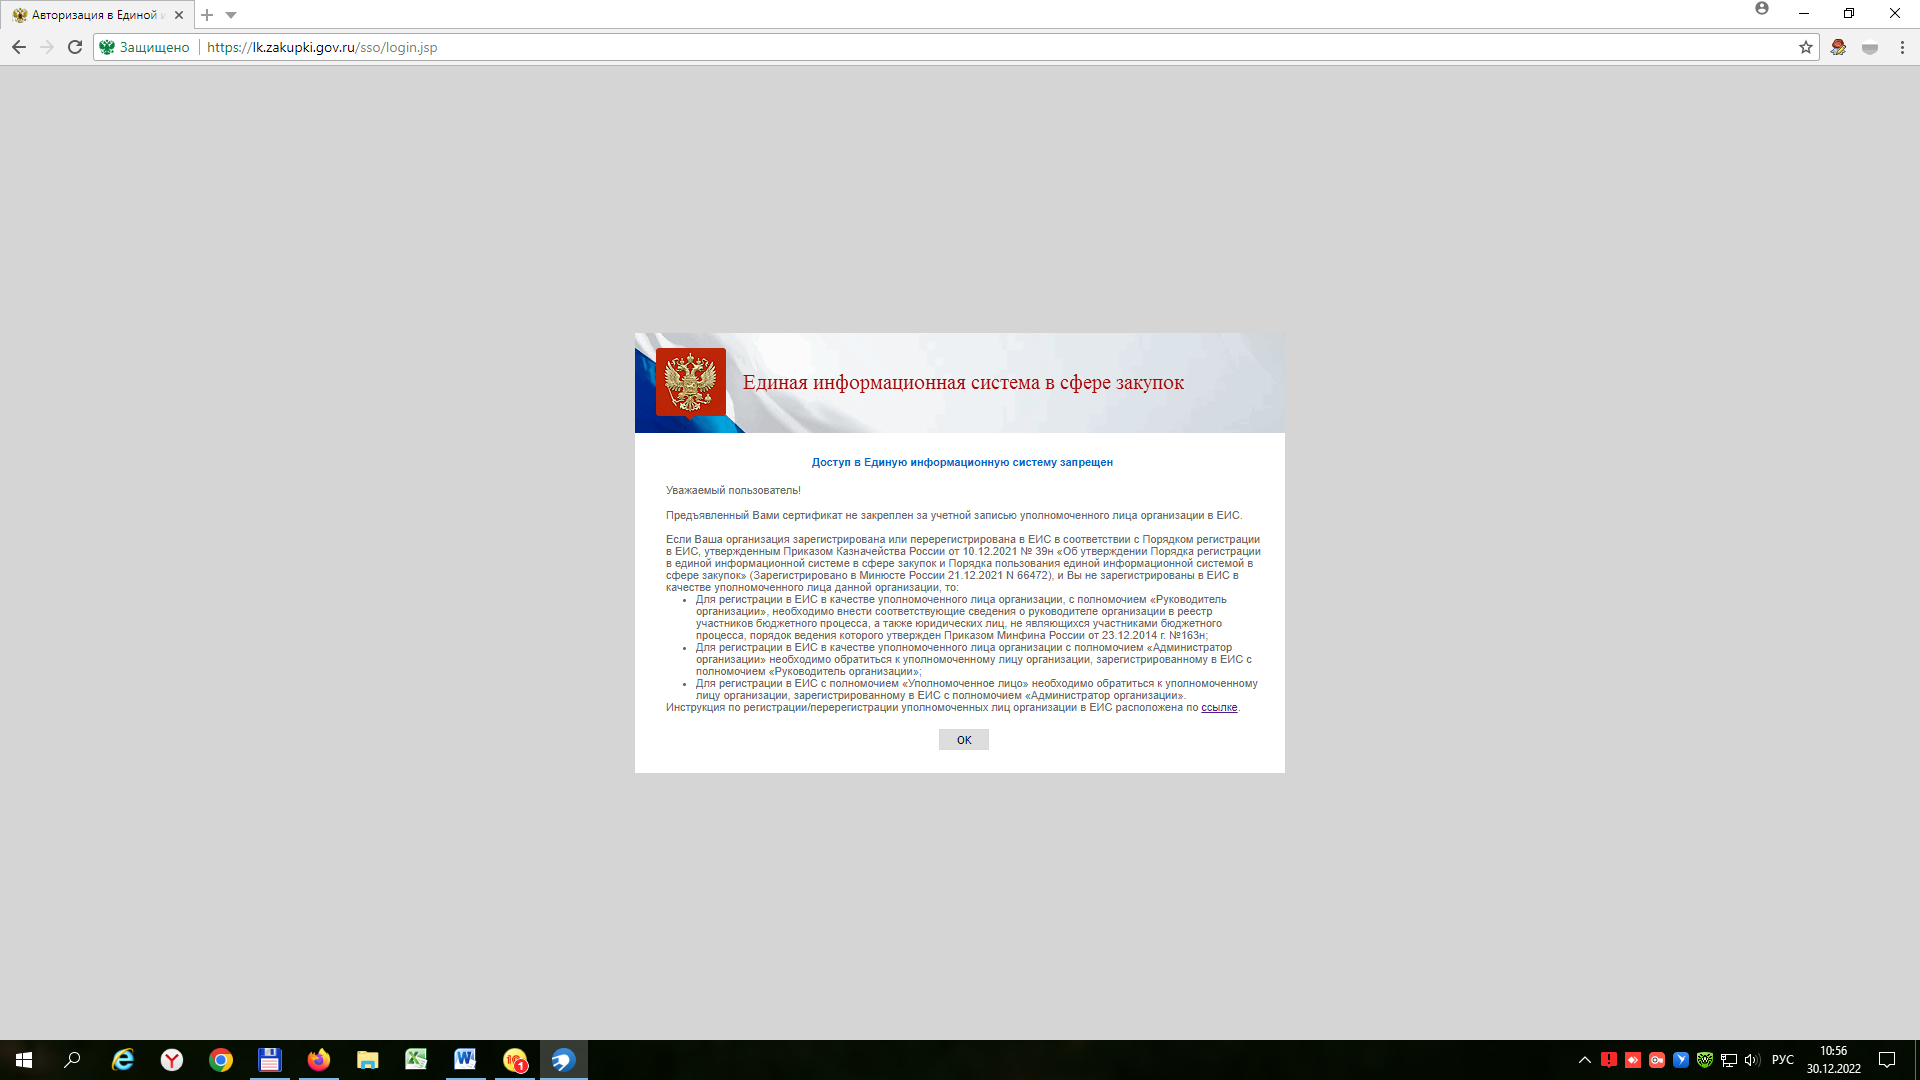 Авторизация в Единой и
Защищено
https://lk.zakupki.gov.ru/sso/login.jsp
Единая информационная система в сфере закупок
Доступ в Единую информационную систему запрещен
Уважаемый пользователь!
Предъявленный Вами сертификат не закреплен за учетной записью уполномоченного лица организации в ЕИС.
Если Ваша организация зарегистрирована или перерегистрирована в ЕИС в соответствии с Порядком регистрации
в ЕИС, утвержденным Приказом Казначейства России от 10.12.2021 № 39н «Об утверждении Порядка регистрации
в единой информационной системе в сфере закупок и Порядка пользования единой информационной системой в
сфере закупок» (Зарегистрировано в Минюсте России 21.12.2021 N 66472), и Вы не зарегистрированы в ЕИС в
качестве уполномоченного лица данной организации, то:
• Для регистрации в ЕИС в качестве уполномоченного лица организации, с полномочием «Руководитель
организации», необходимо внести соответствующие сведения о руководителе организации в реестр
участников бюджетного процесса, а также юридических лиц, не являющихся участниками бюджетного
процесса, порядок ведения которого утвержден Приказом Минфина России от 23.12.2014 г. №163н;
• Для регистрации в ЕИС в качестве уполномоченного лица организации с полномочием «Администратор
организации» необходимо обратиться к уполномоченному лицу организации, зарегистрированному в ЕИС с
полномочием «Руководитель организации»;
• Для регистрации в ЕИС с полномочием «Уполномоченное лицо» необходимо обратиться к уполномоченному
лицу организации, зарегистрированному в ЕИС с полномочием «Администратор организации».
Инструкция по регистрации/перерегистрации уполномоченных лиц организации в ЕИС расположена по ссылке.
OK
РУС
10:56
30.12.2022